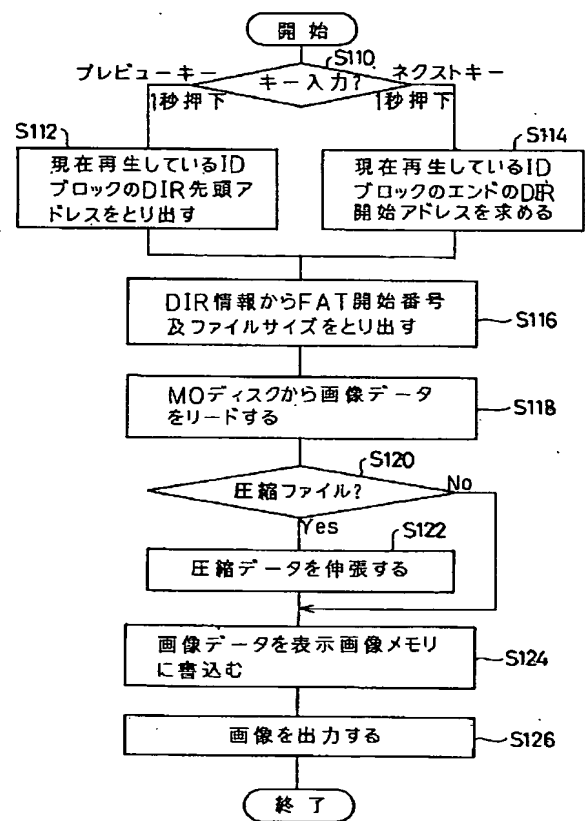 開始
S110
プレビューキー
キー入力?
ネクストキー
1秒押下
1秒押下
S112
現在再生しているID
ブロックのDIR先頭ア
ドレスをとり出す
S114
現在再生しているID
ブロックのエンドのDIR
開始アドレスを求める
DIR情報からFAT開始番号
及ファイルサイズをとり出す
S116
MOディスクから画像データ
をリードする
S118
S120
圧縮ファイル?
No
Yes
S122
圧縮データを伸張する
画像データを表示画像メモリ
に書込む
S124
画像を出力する
S126
終了